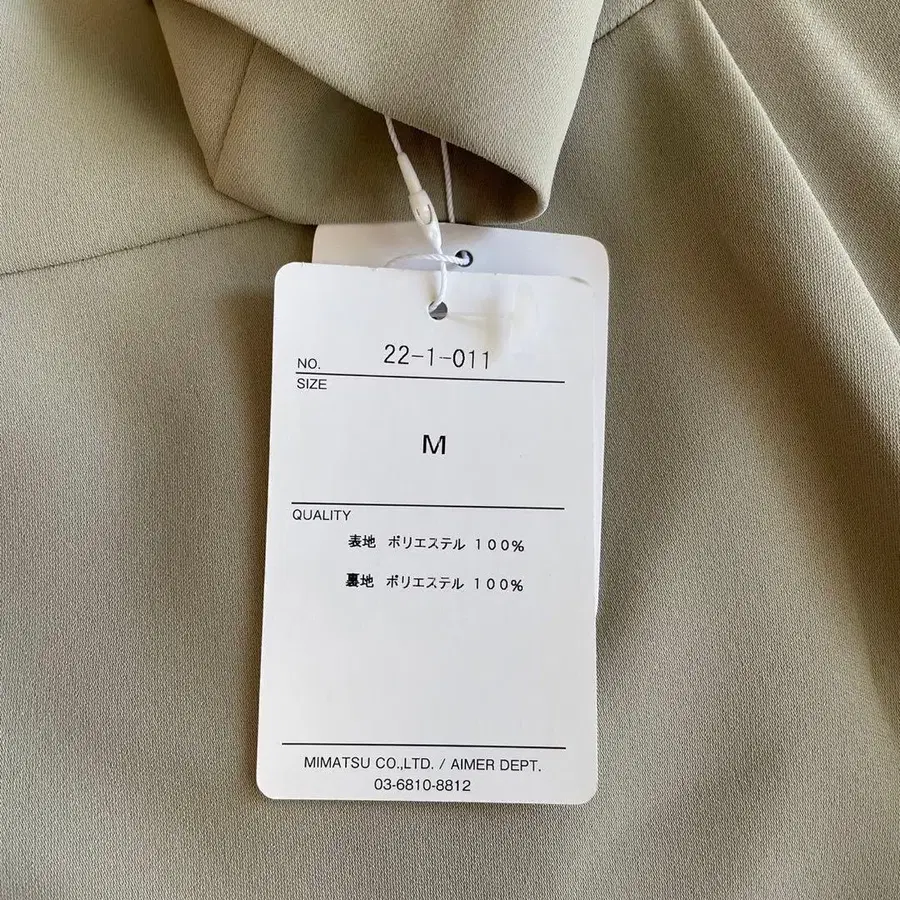 NO. 22-1-011
SIZE
M
QUALITY
表地 ポリエステル 100%
裏地 ポリエステル 100%
MIMATSU CO.,LTD. / AIMER DEPT.
03-6810-8812